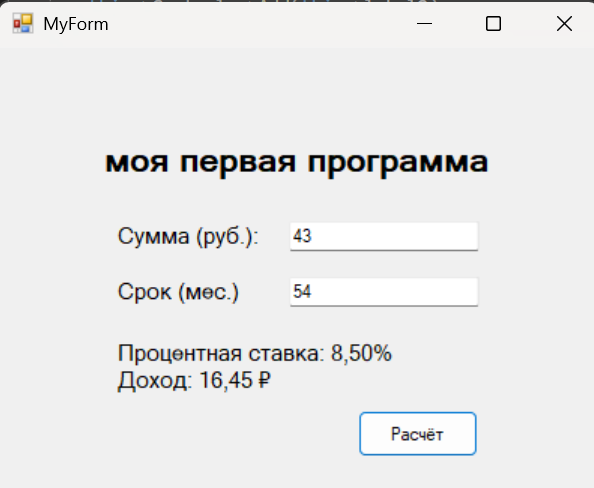 MyForm
моя первая программа
Сумма (руб.): 43
Срок (мес.) 54
Процентная ставка: 8,50%
Доход: 16,45 ₽
Расчёт